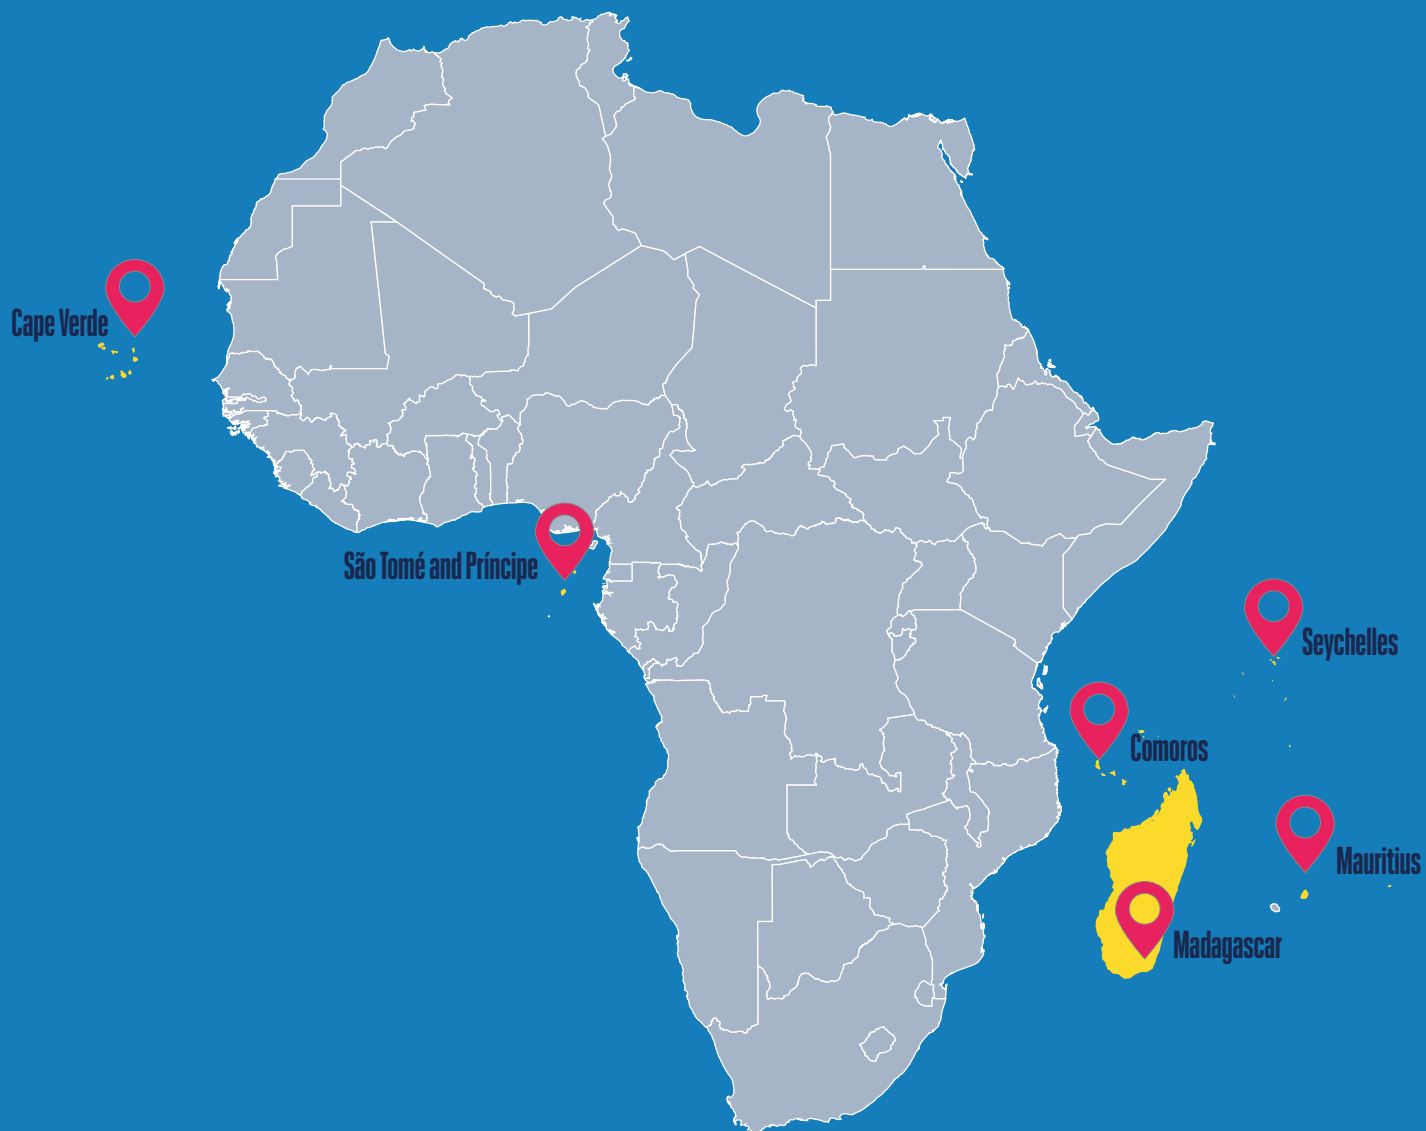 Cape Verde
São Tomé and Príncipe
Seychelles
Comoros
Mauritius
Madagascar